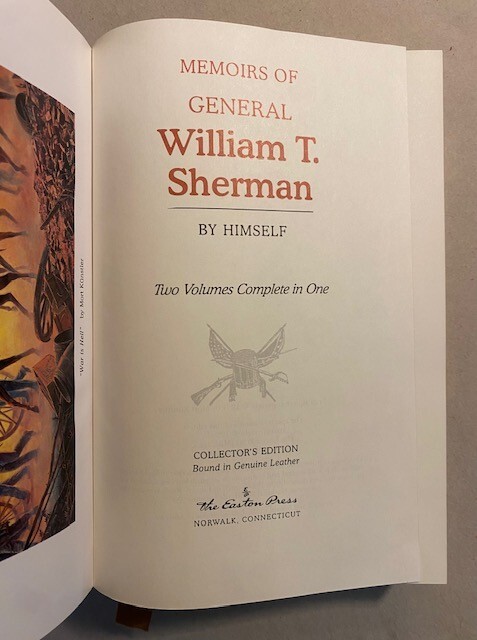 "War is Hell" by Mort Künstler
MEMOIRS OF
GENERAL
William T.
Sherman
BY HIMSELF
Two Volumes Complete in One
COLLECTOR'S EDITION
Bound in Genuine Leather
The Easton Press
NORWALK, CONNECTICUT